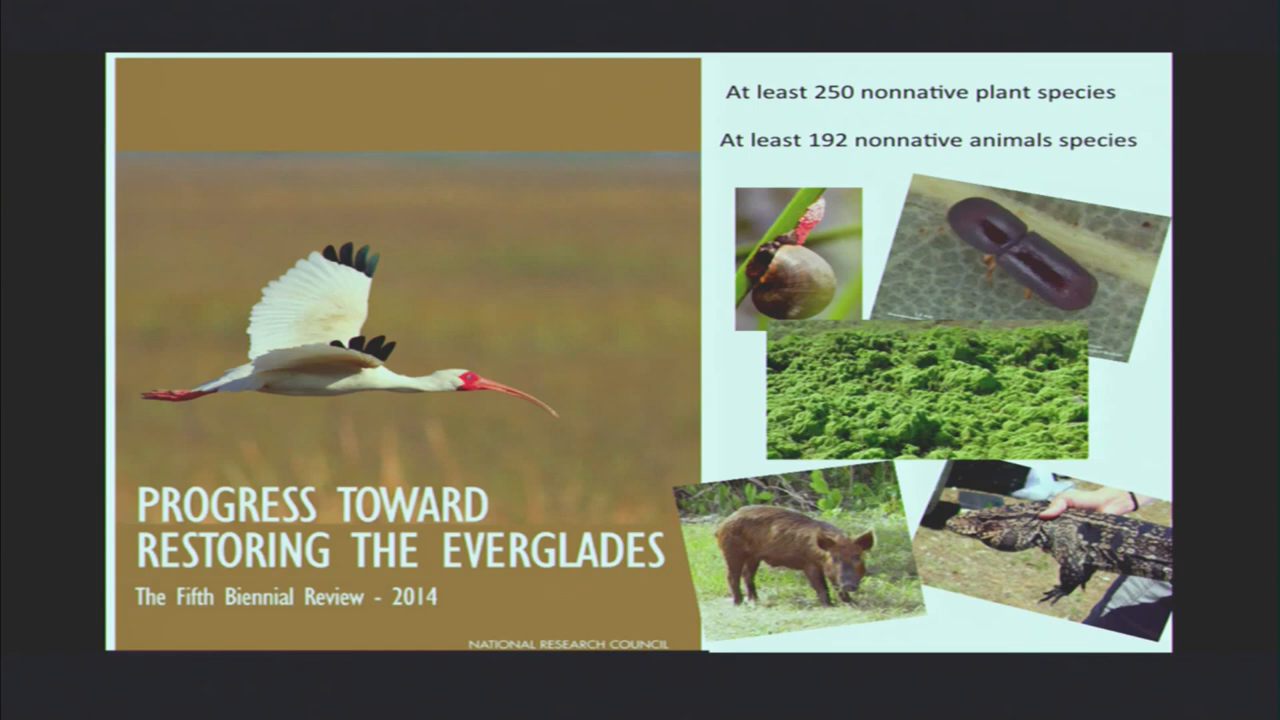 PROGRESS TOWARD
RESTORING THE EVERGLADES
The Fifth Biennial Review - 2014
NATIONAL RESEARCH COUNCIL
At least 250 nonnative plant species
At least 192 nonnative animals species